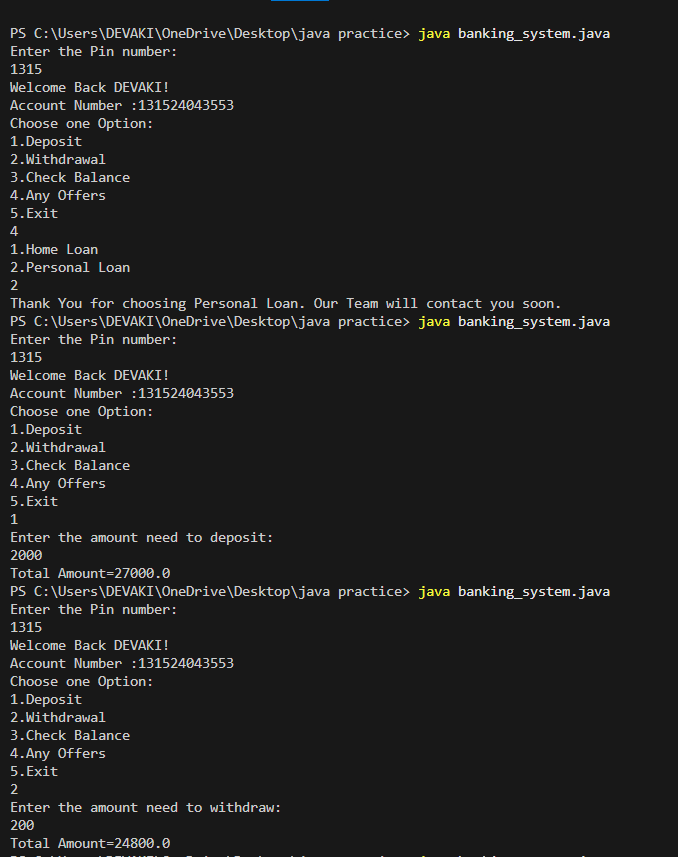 PS C:\Users\DEVAKI\OneDrive\Desktop\java practice> java banking_system.java
Enter the Pin number:
1315
Welcome Back DEVAKI!
Account Number :131524043553
Choose one Option:
1.Deposit
2.Withdrawal
3.Check Balance
4.Any Offers
5.Exit
4
1.Home Loan
2.Personal Loan
2
Thank You for choosing Personal Loan. Our Team will contact you soon.
PS C:\Users\DEVAKI\OneDrive\Desktop\java practice> java banking_system.java
Enter the Pin number:
1315
Welcome Back DEVAKI!
Account Number :131524043553
Choose one Option:
1.Deposit
2.Withdrawal
3.Check Balance
4.Any Offers
5.Exit
1
Enter the amount need to deposit:
2000
Total Amount=27000.0
PS C:\Users\DEVAKI\OneDrive\Desktop\java practice> java banking_system.java
Enter the Pin number:
1315
Welcome Back DEVAKI!
Account Number :131524043553
Choose one Option:
1.Deposit
2.Withdrawal
3.Check Balance
4.Any Offers
5.Exit
2
Enter the amount need to withdraw:
200
Total Amount=24800.0